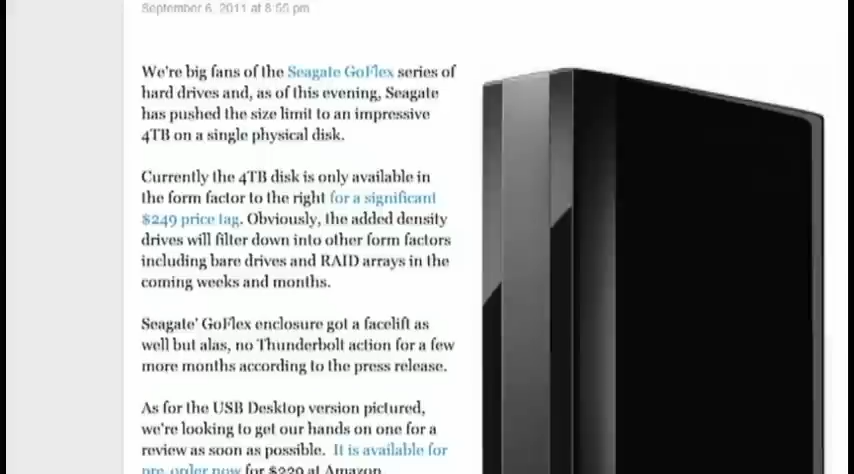 September 6, 2011 at 8:55 pm
We're big fans of the Seagate GoFlex series of
hard drives and, as of this evening, Seagate
has pushed the size limit to an impressive
4TB on a single physical disk.
Currently the 4TB disk is only available in
the form factor to the right for a significant
$249 price tag. Obviously, the added density
drives will filter down into other form factors
including bare drives and RAID arrays in the
coming weeks and months.
Seagate' GoFlex enclosure got a facelift as
well but alas, no Thunderbolt action for a few
more months according to the press release.
As for the USB Desktop version pictured,
we're looking to get our hands on one for a
review as soon as possible. It is available for
pre-order now for $229 at Amazon.